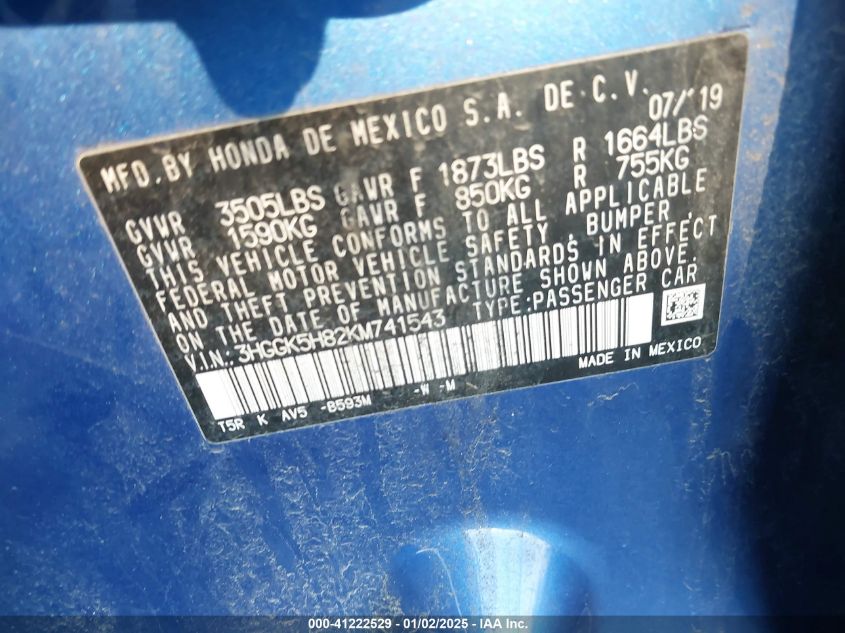 MFD. BY HONDA DE MEXICO S.A. DE C.V. 07/19
GVWR 3505LBS GAWR F 1873LBS R 1664LBS
GVWR 1590KG GAWR F 850KG R 755KG
THIS VEHICLE CONFORMS TO ALL APPLICABLE
FEDERAL MOTOR VEHICLE SAFETY, BUMPER,
AND THEFT PREVENTION STANDARDS IN EFFECT
ON THE DATE OF MANUFACTURE SHOWN ABOVE.
V.IN: 3HGGK5H82KM741543 TYPE:PASSENGER CAR
MADE IN MEXICO
T5R K AV5 -B593M -W -M
000-41222529 - 01/02/2025 - IAA Inc.